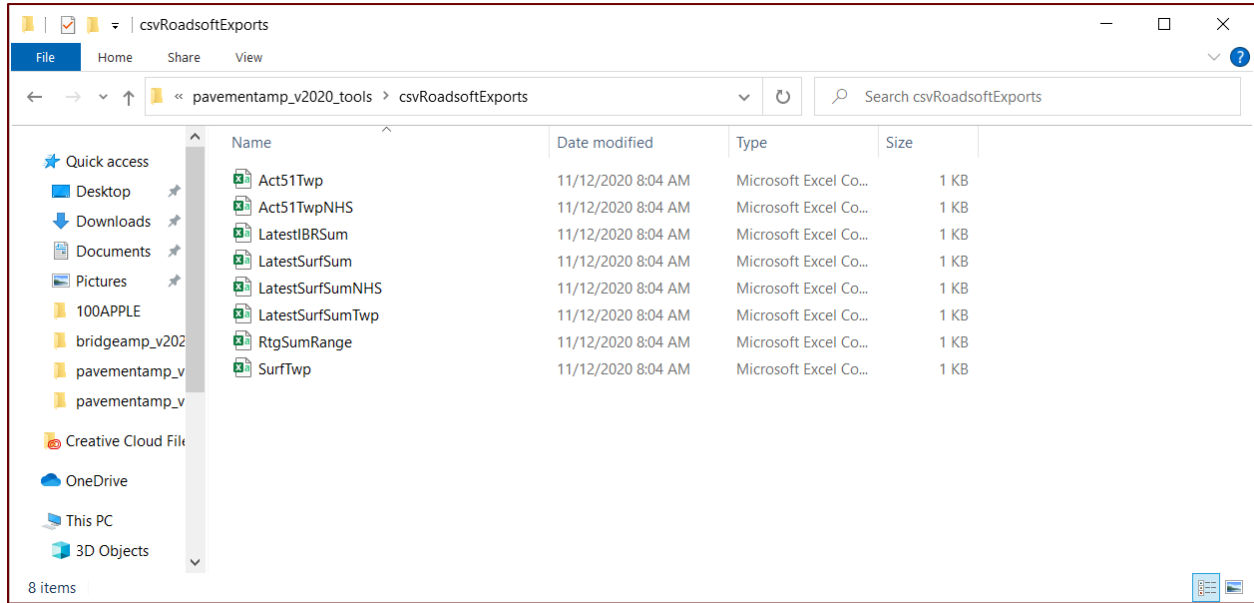 csvRoadsoftExports
File Home Share View
« pavementamp_v2020_tools > csvRoadsoftExports Search csvRoadsoftExports
Name Date modified Type Size
Quick access
Desktop
Downloads
Documents
Pictures
100APPLE
bridgeamp_v202
pavementamp_v
pavementamp_v
Creative Cloud File
OneDrive
This PC
3D Objects
Act51Twp 11/12/2020 8:04 AM Microsoft Excel Co... 1 KB
Act51TwpNHS 11/12/2020 8:04 AM Microsoft Excel Co... 1 KB
LatestIBRSum 11/12/2020 8:04 AM Microsoft Excel Co... 1 KB
LatestSurfSum 11/12/2020 8:04 AM Microsoft Excel Co... 1 KB
LatestSurfSumNHS 11/12/2020 8:04 AM Microsoft Excel Co... 1 KB
LatestSurfSumTwp 11/12/2020 8:04 AM Microsoft Excel Co... 1 KB
RtgSumRange 11/12/2020 8:04 AM Microsoft Excel Co... 1 KB
SurfTwp 11/12/2020 8:04 AM Microsoft Excel Co... 1 KB
8 items